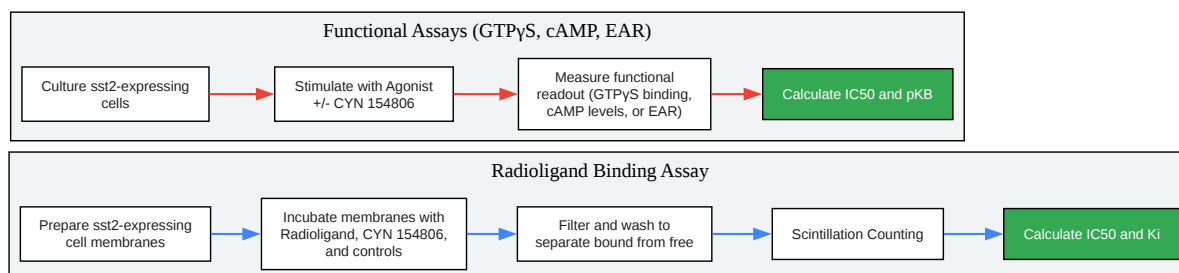 Functional Assays (GTPγS, cAMP, EAR)
Culture sst2-expressing
cells
Stimulate with Agonist
+/- CYN 154806
Measure functional
readout (GTPγS binding,
cAMP levels, or EAR)
Calculate IC50 and pKB
Radioligand Binding Assay
Prepare sst2-expressing
cell membranes
Incubate membranes with
Radioligand, CYN 154806,
and controls
Filter and wash to
separate bound from free
Scintillation Counting
Calculate IC50 and Ki